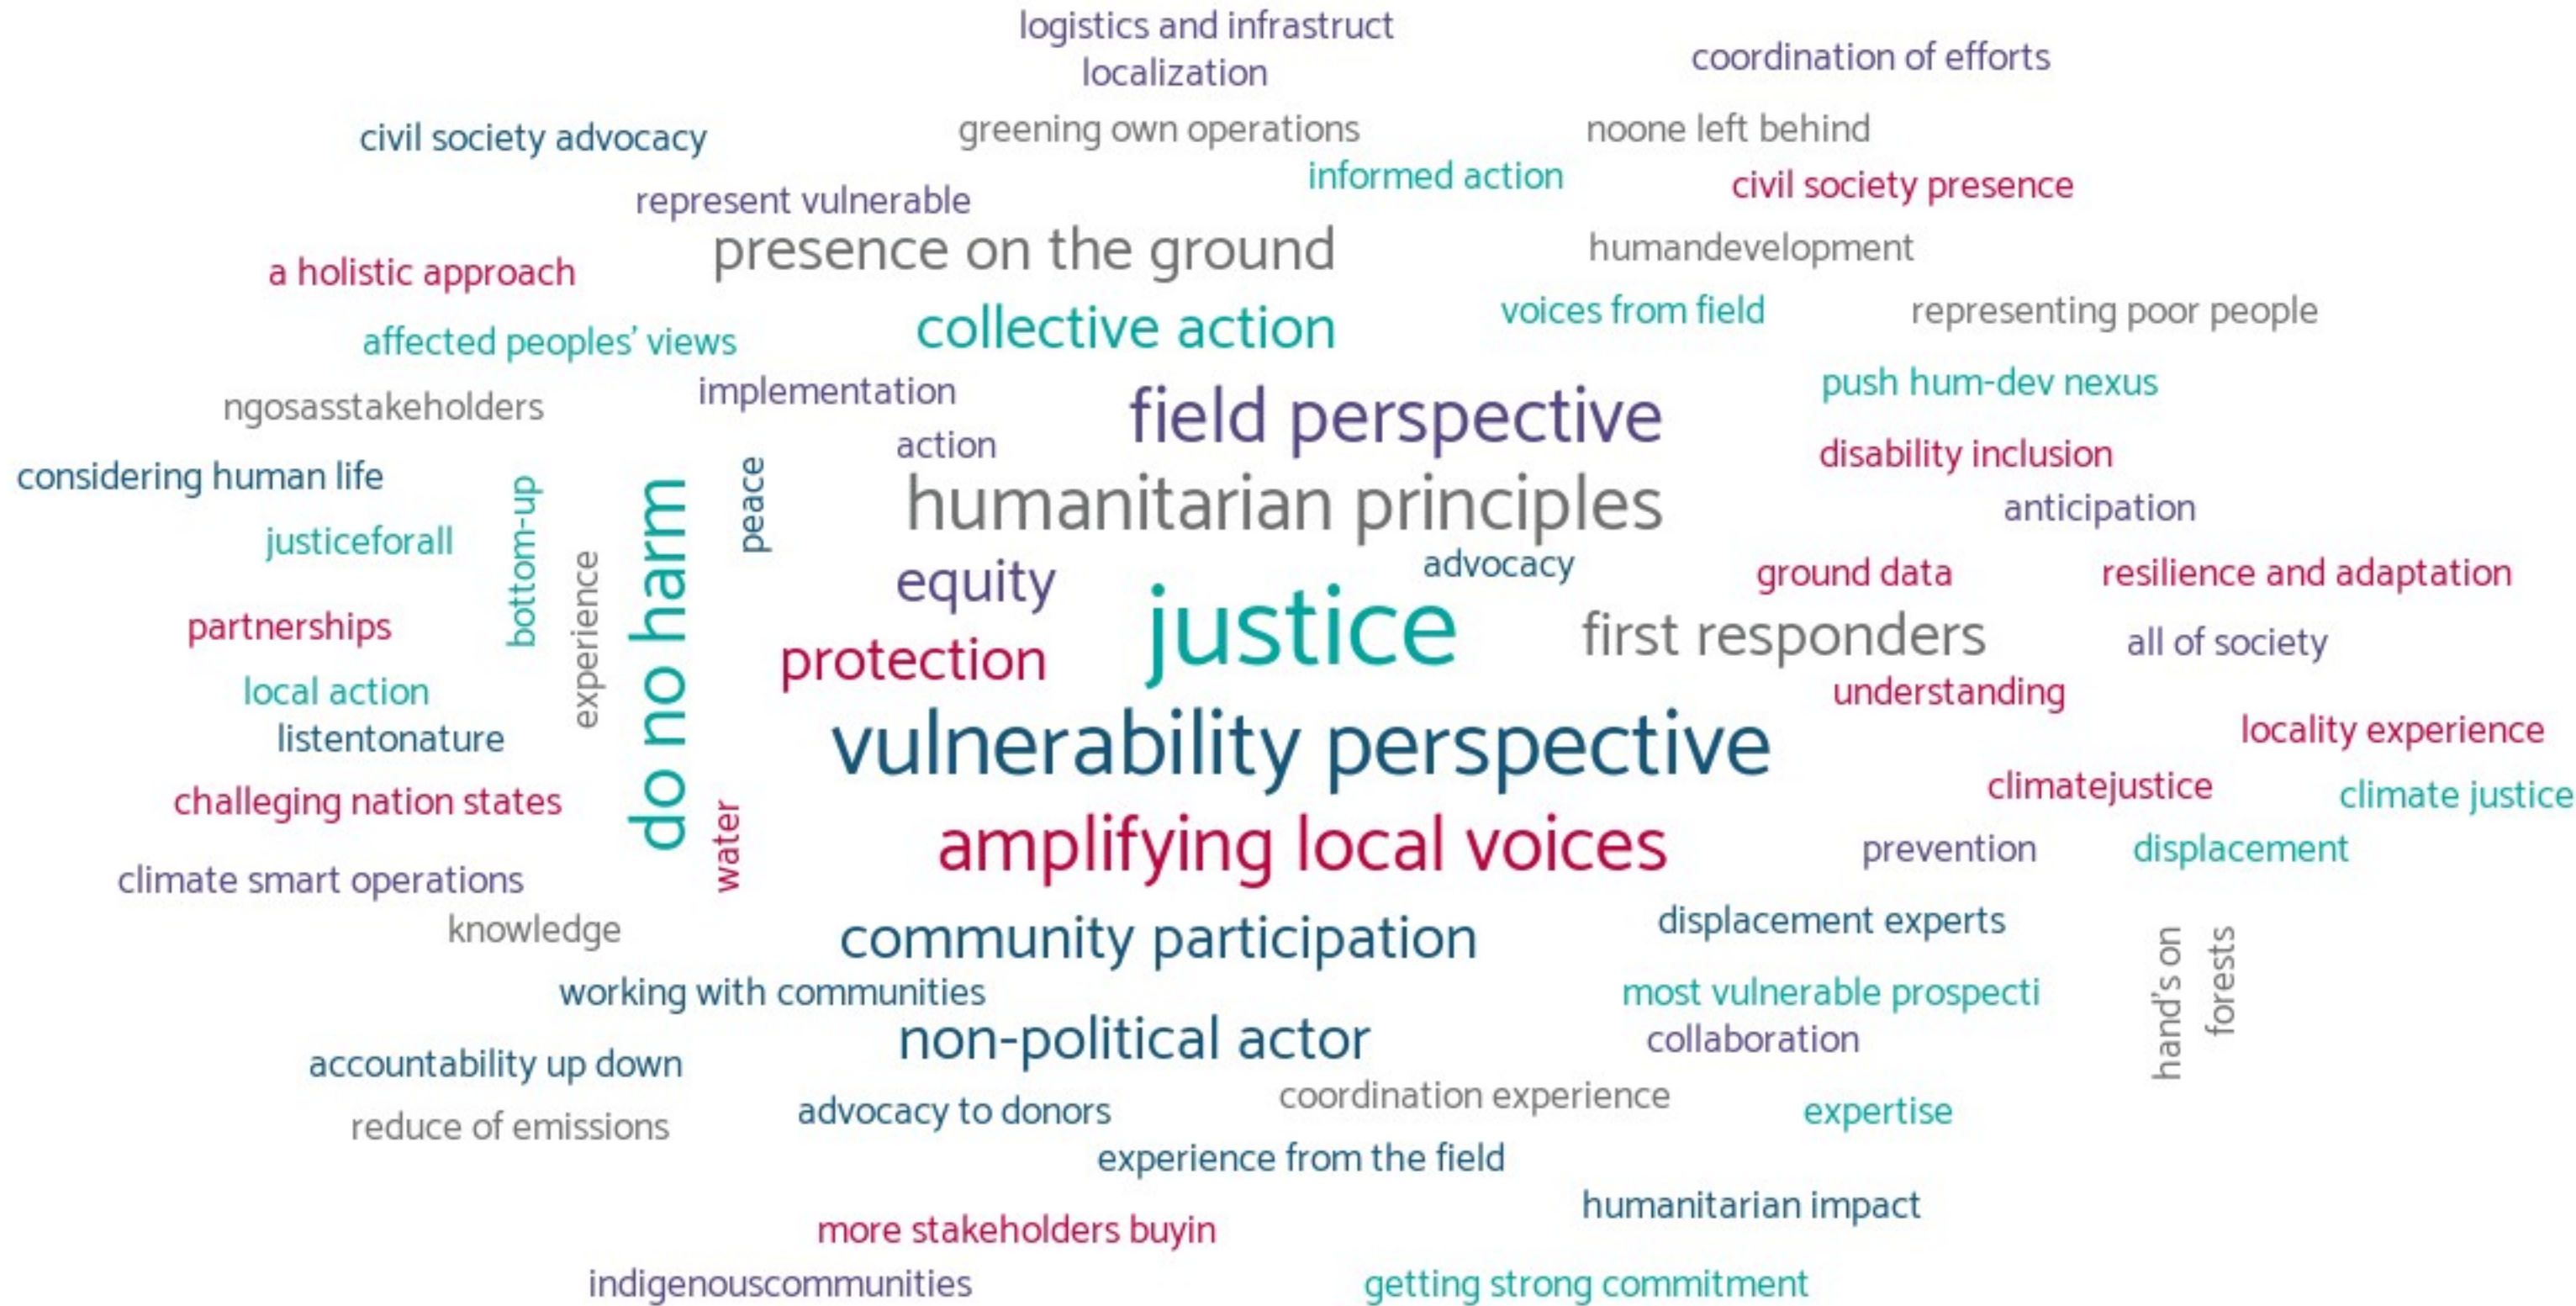 logistics and infrastruct
coordination of efforts
localization
civil society advocacy
greening own operations
noone left behind
informed action
civil society presence
represent vulnerable
presence on the ground
humandevelopment
a holistic approach
voices from field
representing poor people
collective action
affected peoples' views
push hum-dev nexus
implementation
ngosasstakeholders
field perspective
action
disability inclusion
considering human life
bottom-up
do no harm
peace
humanitarian principles
anticipation
justiceforall
experience
equity
advocacy
ground data
resilience and adaptation
partnerships
justice
first responders
all of society
protection
local action
understanding
listentonature
vulnerability perspective
locality experience
challeging nation states
water
climatejustice
climate justice
amplifying local voices
prevention
displacement
climate smart operations
knowledge
community participation
displacement experts
hand's on
forests
working with communities
most vulnerable prospecti
non-political actor
collaboration
accountability up down
coordination experience
reduce of emissions
advocacy to donors
expertise
experience from the field
humanitarian impact
more stakeholders buyin
indigenouscommunities
getting strong commitment